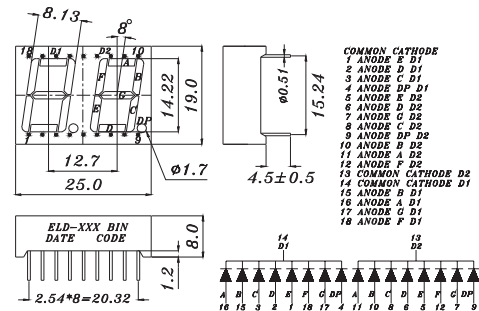 8.13
8°
18 D1 D2 10
A
F B
G
E C
D DP
1 9
14.22
19.0
ø1.7
12.7
25.0
ø0.51
15.24
4.5±0.5
COMMON CATHODE
1 ANODE E D1
2 ANODE D D1
3 ANODE C D1
4 ANODE DP D1
5 ANODE E D2
6 ANODE D D2
7 ANODE G D2
8 ANODE C D2
9 ANODE DP D2
10 ANODE B D2
11 ANODE A D2
12 ANODE F D2
13 COMMON CATHODE D2
14 COMMON CATHODE D1
15 ANODE B D1
16 ANODE A D1
17 ANODE G D1
18 ANODE F D1
ELD-XXX BIN
DATE CODE
8.0
1.2
2.54*8=20.32
14 13
D1 D2
A B C D E F G DP A B C D E F G DP
16 15 3 2 1 18 17 4 11 10 8 6 5 12 7 9